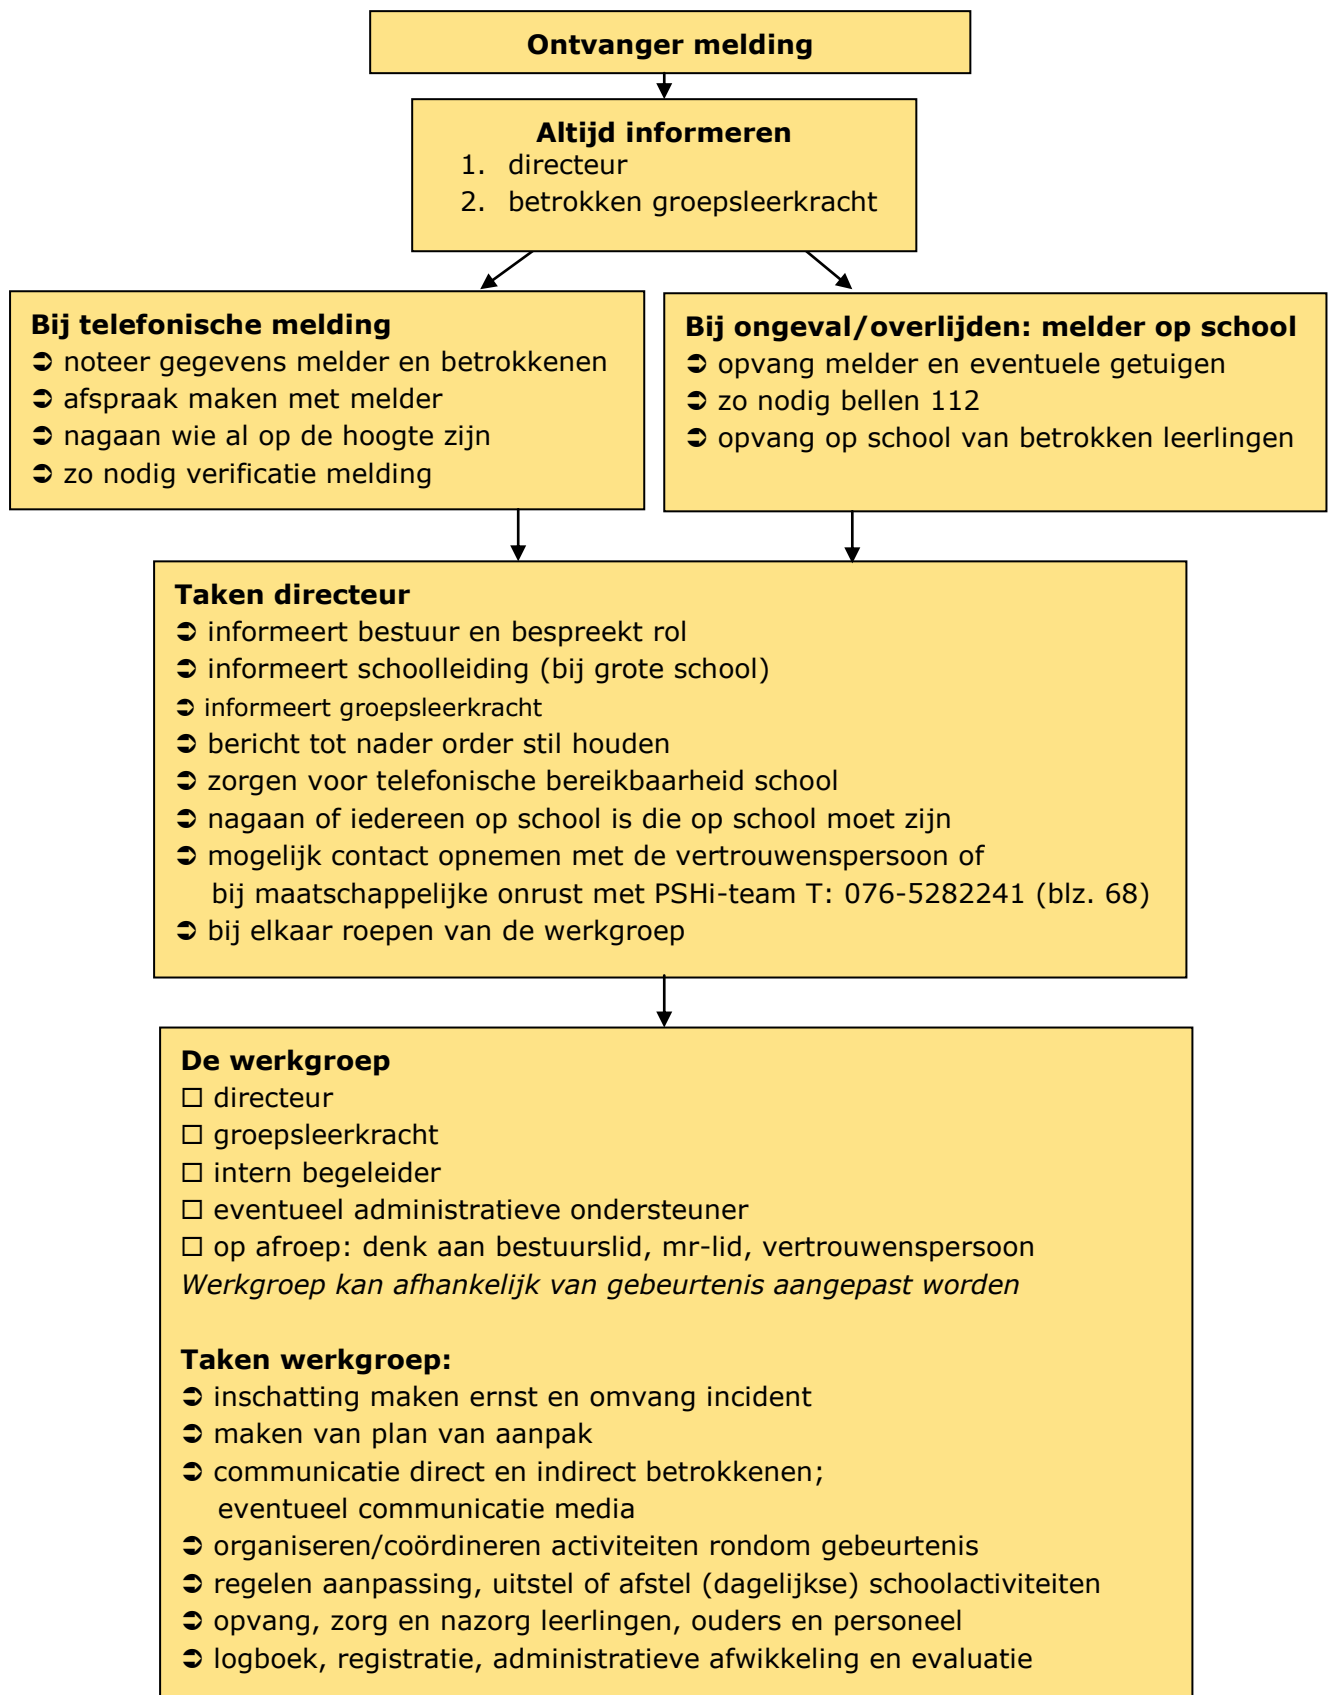 Ontvanger melding
Altijd informeren
1. directeur
2. betrokken groepsleerkracht
Bij telefonische melding
➲ noteer gegevens melder en betrokkenen
➲ afspraak maken met melder
➲ nagaan wie al op de hoogte zijn
➲ zo nodig verificatie melding
Bij ongeval/overlijden: melder op school
➲ opvang melder en eventuele getuigen
➲ zo nodig bellen 112
➲ opvang op school van betrokken leerlingen
Taken directeur
➲ informeert bestuur en bespreekt rol
➲ informeert schoolleiding (bij grote school)
➲ informeert groepsleerkracht
➲ bericht tot nader order stil houden
➲ zorgen voor telefonische bereikbaarheid school
➲ nagaan of iedereen op school is die op school moet zijn
➲ mogelijk contact opnemen met de vertrouwenspersoon of
bij maatschappelijke onrust met PSHi-team T: 076-5282241 (blz. 68)
➲ bij elkaar roepen van de werkgroep
De werkgroep
□ directeur
□ groepsleerkracht
□ intern begeleider
□ eventueel administratieve ondersteuner
□ op afroep: denk aan bestuurslid, mr-lid, vertrouwenspersoon
Werkgroep kan afhankelijk van gebeurtenis aangepast worden
Taken werkgroep:
➲ inschatting maken ernst en omvang incident
➲ maken van plan van aanpak
➲ communicatie direct en indirect betrokkenen;
eventueel communicatie media
➲ organiseren/coördineren activiteiten rondom gebeurtenis
➲ regelen aanpassing, uitstel of afstel (dagelijkse) schoolactiviteiten
➲ opvang, zorg en nazorg leerlingen, ouders en personeel
➲ logboek, registratie, administratieve afwikkeling en evaluatie